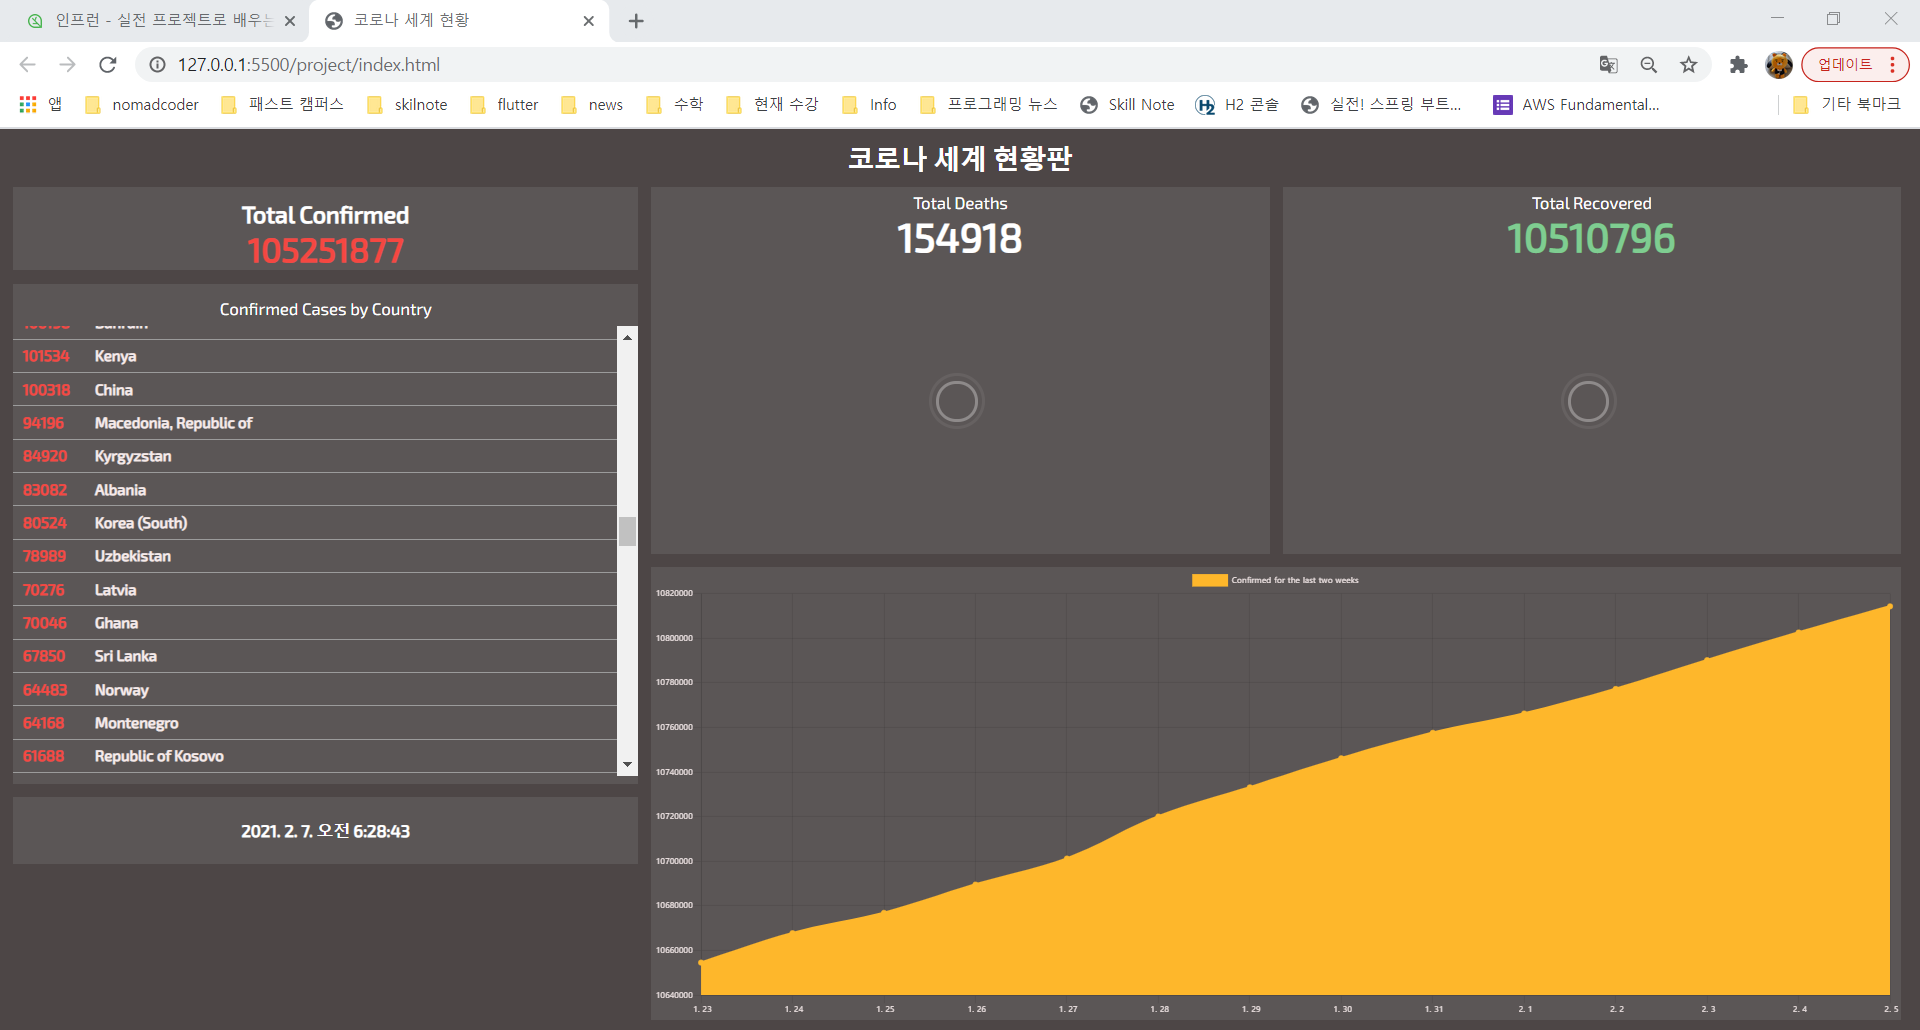 인프런 - 실전 프로젝트로 배우는
코로나 세계 현황
127.0.0.1:5500/project/index.html
업데이트
앱 nomadcoder 패스트 캠퍼스 skilnote flutter news 수학 현재 수강 Info 프로그래밍 뉴스 Skill Note H2 콘솔 실전! 스프링 부트... AWS Fundamental... 기타 북마크
코로나 세계 현황판
Total Confirmed
105251877
Confirmed Cases by Country
Bahrain
101534 Kenya
100318 China
94196 Macedonia, Republic of
84920 Kyrgyzstan
83082 Albania
80524 Korea (South)
78989 Uzbekistan
70276 Latvia
70046 Ghana
67850 Sri Lanka
64483 Norway
64168 Montenegro
61688 Republic of Kosovo
2021. 2. 7. 오전 6:28:43
Total Deaths
154918
Total Recovered
10510796
Confirmed for the last two weeks
10820000
10800000
10780000
10760000
10740000
10720000
10700000
10680000
10660000
10640000
1. 23 1. 24 1. 25 1. 26 1. 27 1. 28 1. 29 1. 30 1. 31 2. 1 2. 2 2. 3 2. 4 2. 5